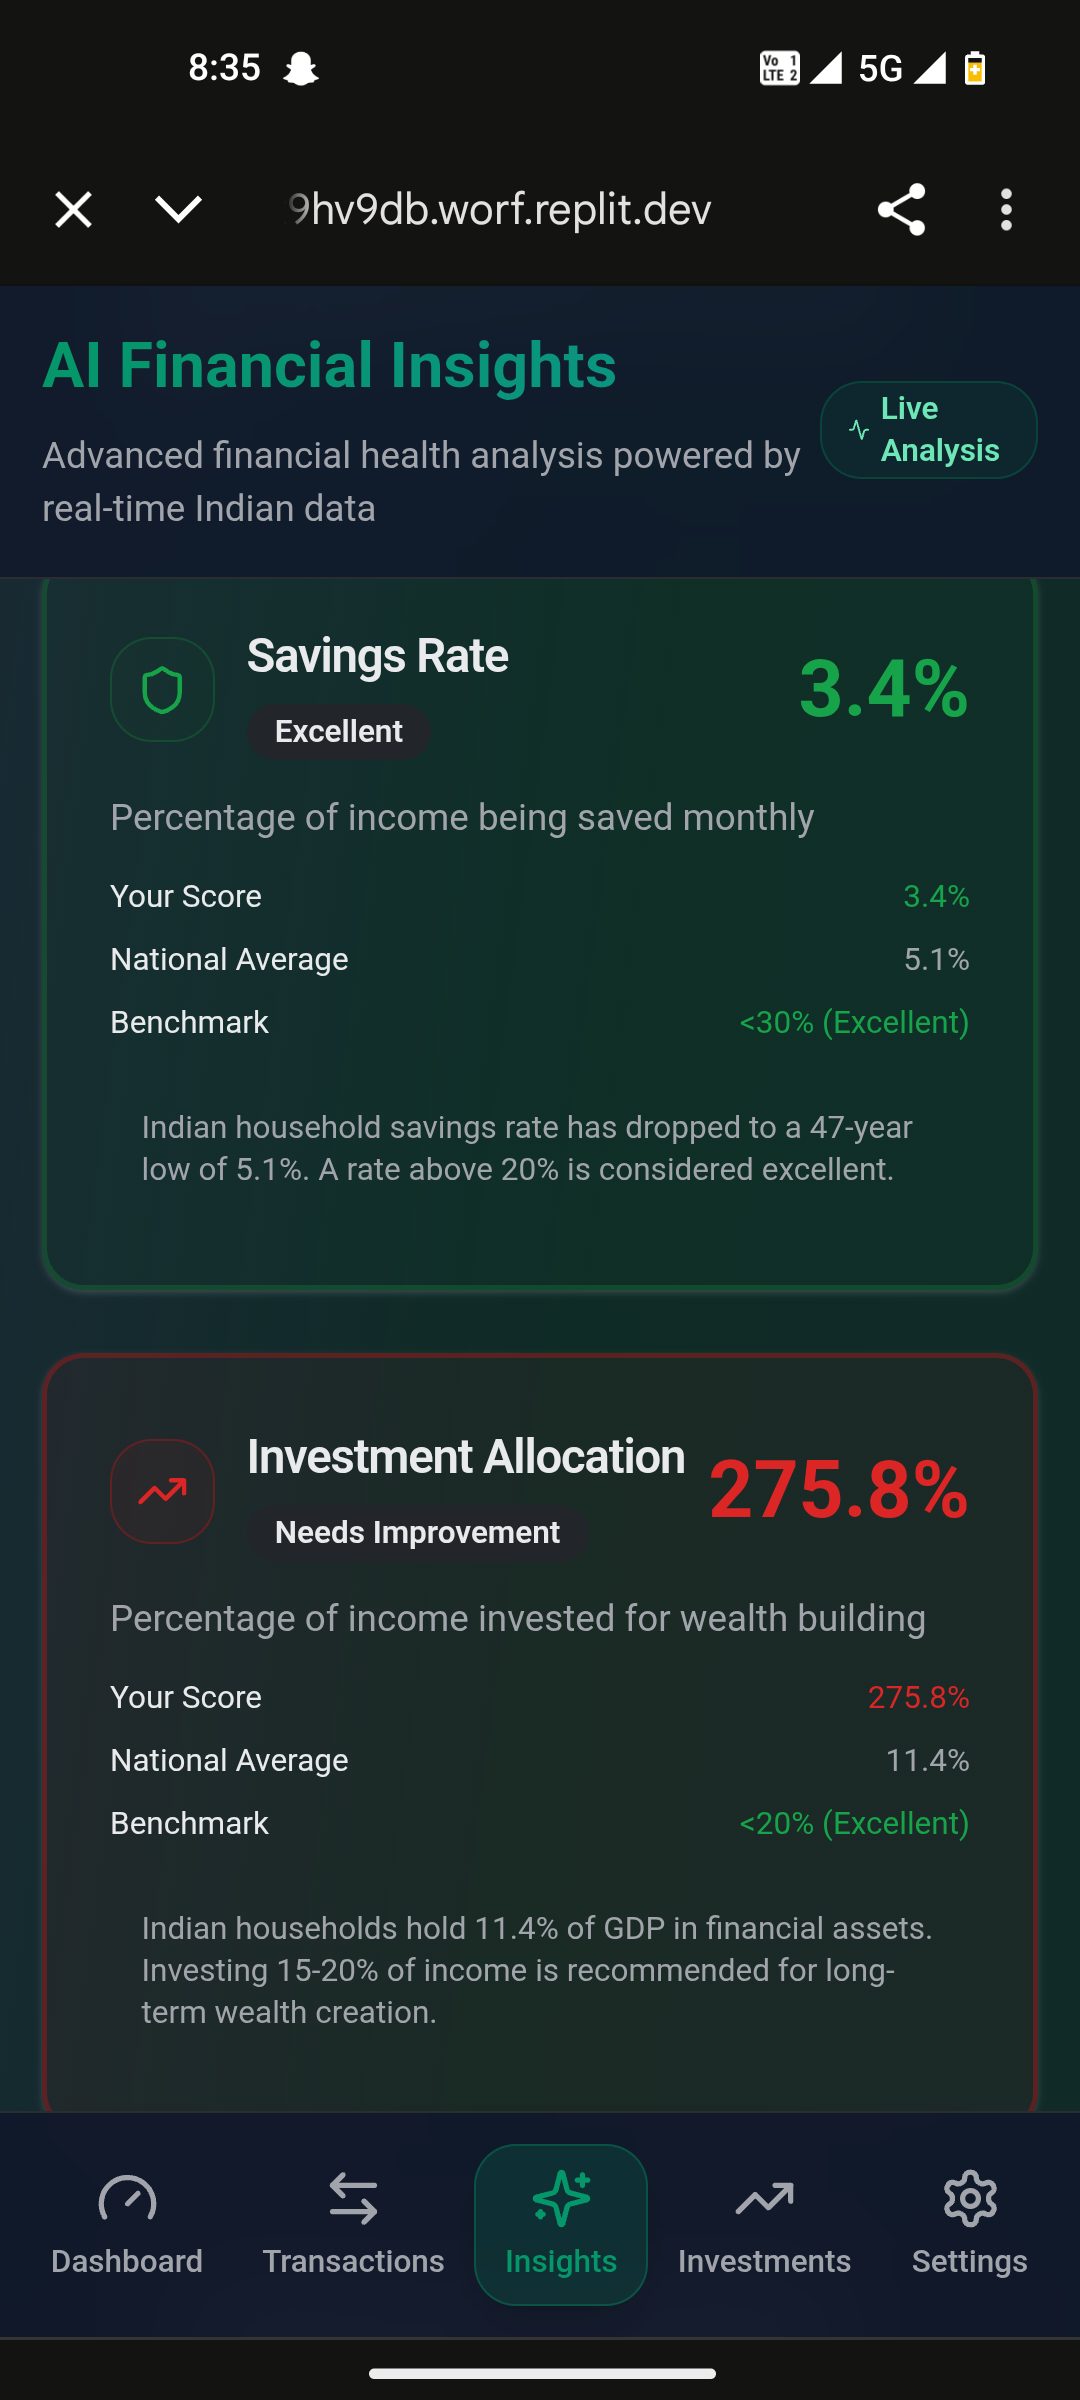 8:35
Vo 1
LTE 2
5G
9hv9db.worf.replit.dev
AI Financial Insights
Advanced financial health analysis powered by
real-time Indian data
Live
Analysis
Savings Rate
3.4%
Excellent
Percentage of income being saved monthly
Your Score 3.4%
National Average 5.1%
Benchmark <30% (Excellent)
Indian household savings rate has dropped to a 47-year
low of 5.1%. A rate above 20% is considered excellent.
Investment Allocation
275.8%
Needs Improvement
Percentage of income invested for wealth building
Your Score 275.8%
National Average 11.4%
Benchmark <20% (Excellent)
Indian households hold 11.4% of GDP in financial assets.
Investing 15-20% of income is recommended for long-
term wealth creation.
Dashboard Transactions Insights Investments Settings